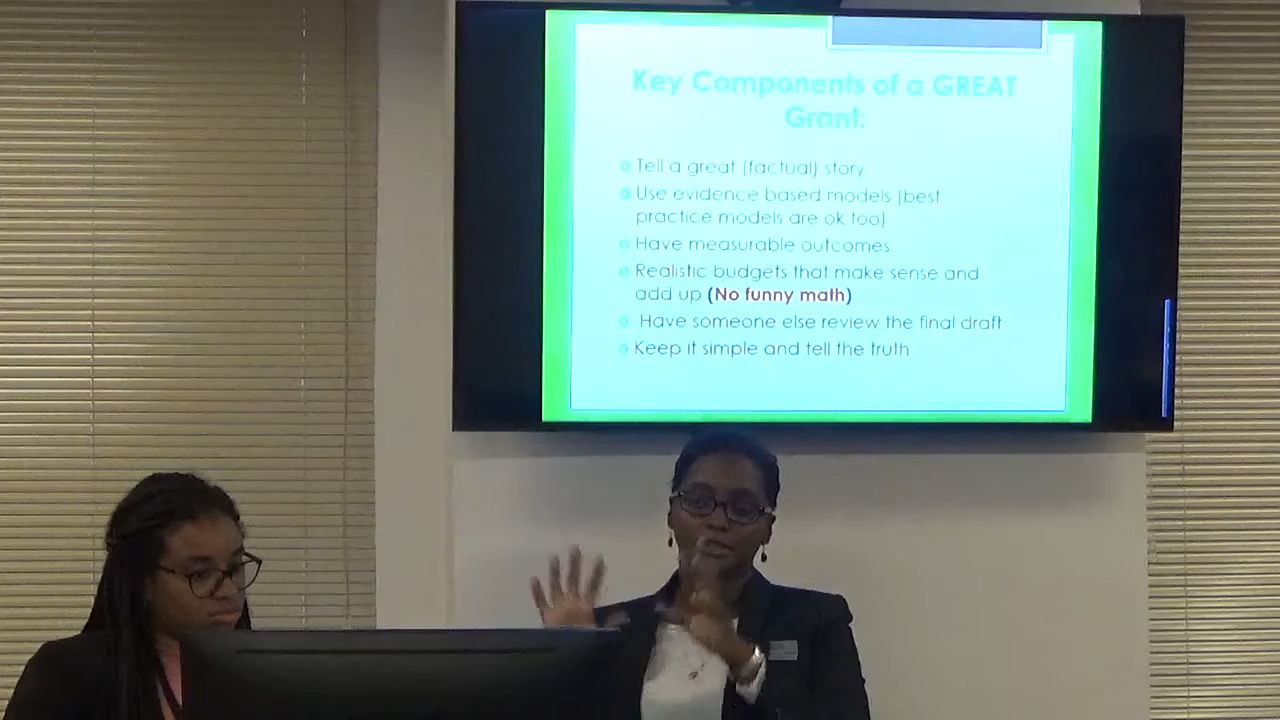 Key Components of a GREAT
Grant:
Tell a great (factual) story
Use evidence based models (best
practice models are ok too)
Have measurable outcomes
Realistic budgets that make sense and
add up (No funny math)
Have someone else review the final draft
Keep it simple and tell the truth